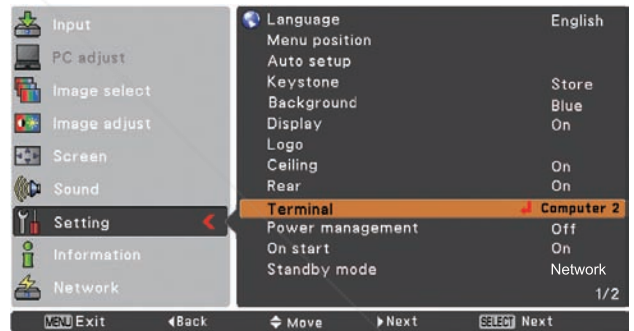 Input
PC adjust
Image select
Image adjust
Screen
Sound
Setting
Information
Network
Language English
Menu position
Auto setup
Keystone Store
Background Blue
Display On
Logo
Ceiling On
Rear On
Terminal Computer 2
Power management Off
On start On
Standby mode Network
1/2
MENU Exit Back Move Next SELECT Next